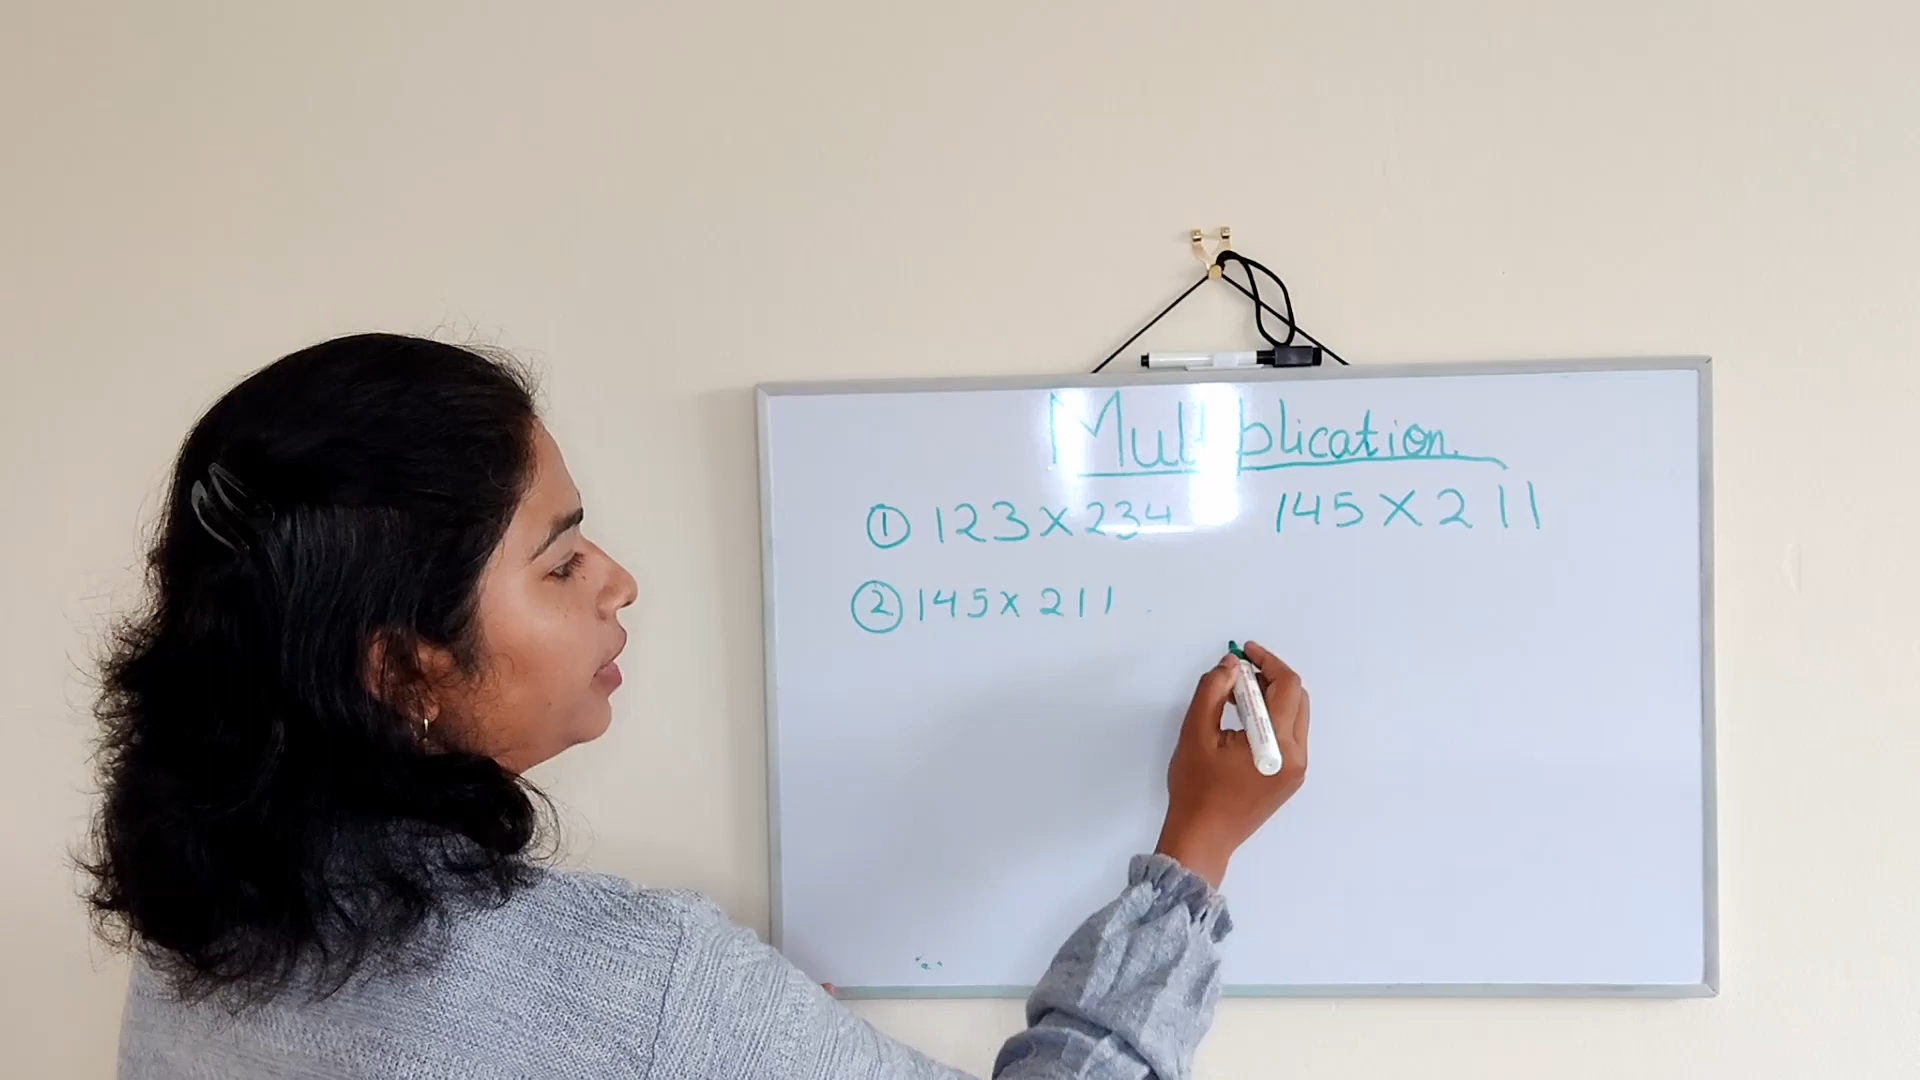 Multiplication.
① 123 X 234 145 X 211
② 145 X 211